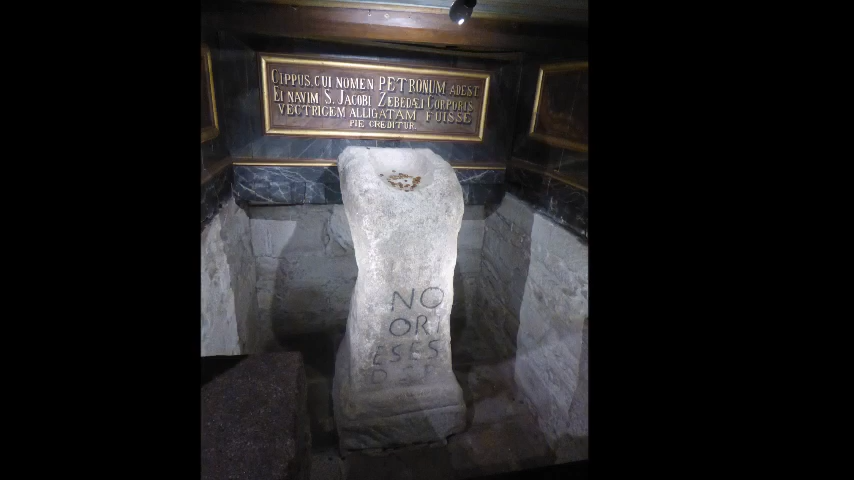 CIPPUS, CUI NOMEN PETRONUM ADEST
EI NAVIM S. JACOBI ZEBEDÆI CORPORIS
VECTRICEM ALLIGATAM FUISSE
PIE CREDITUR.
NO
ORI
ESES
D S P